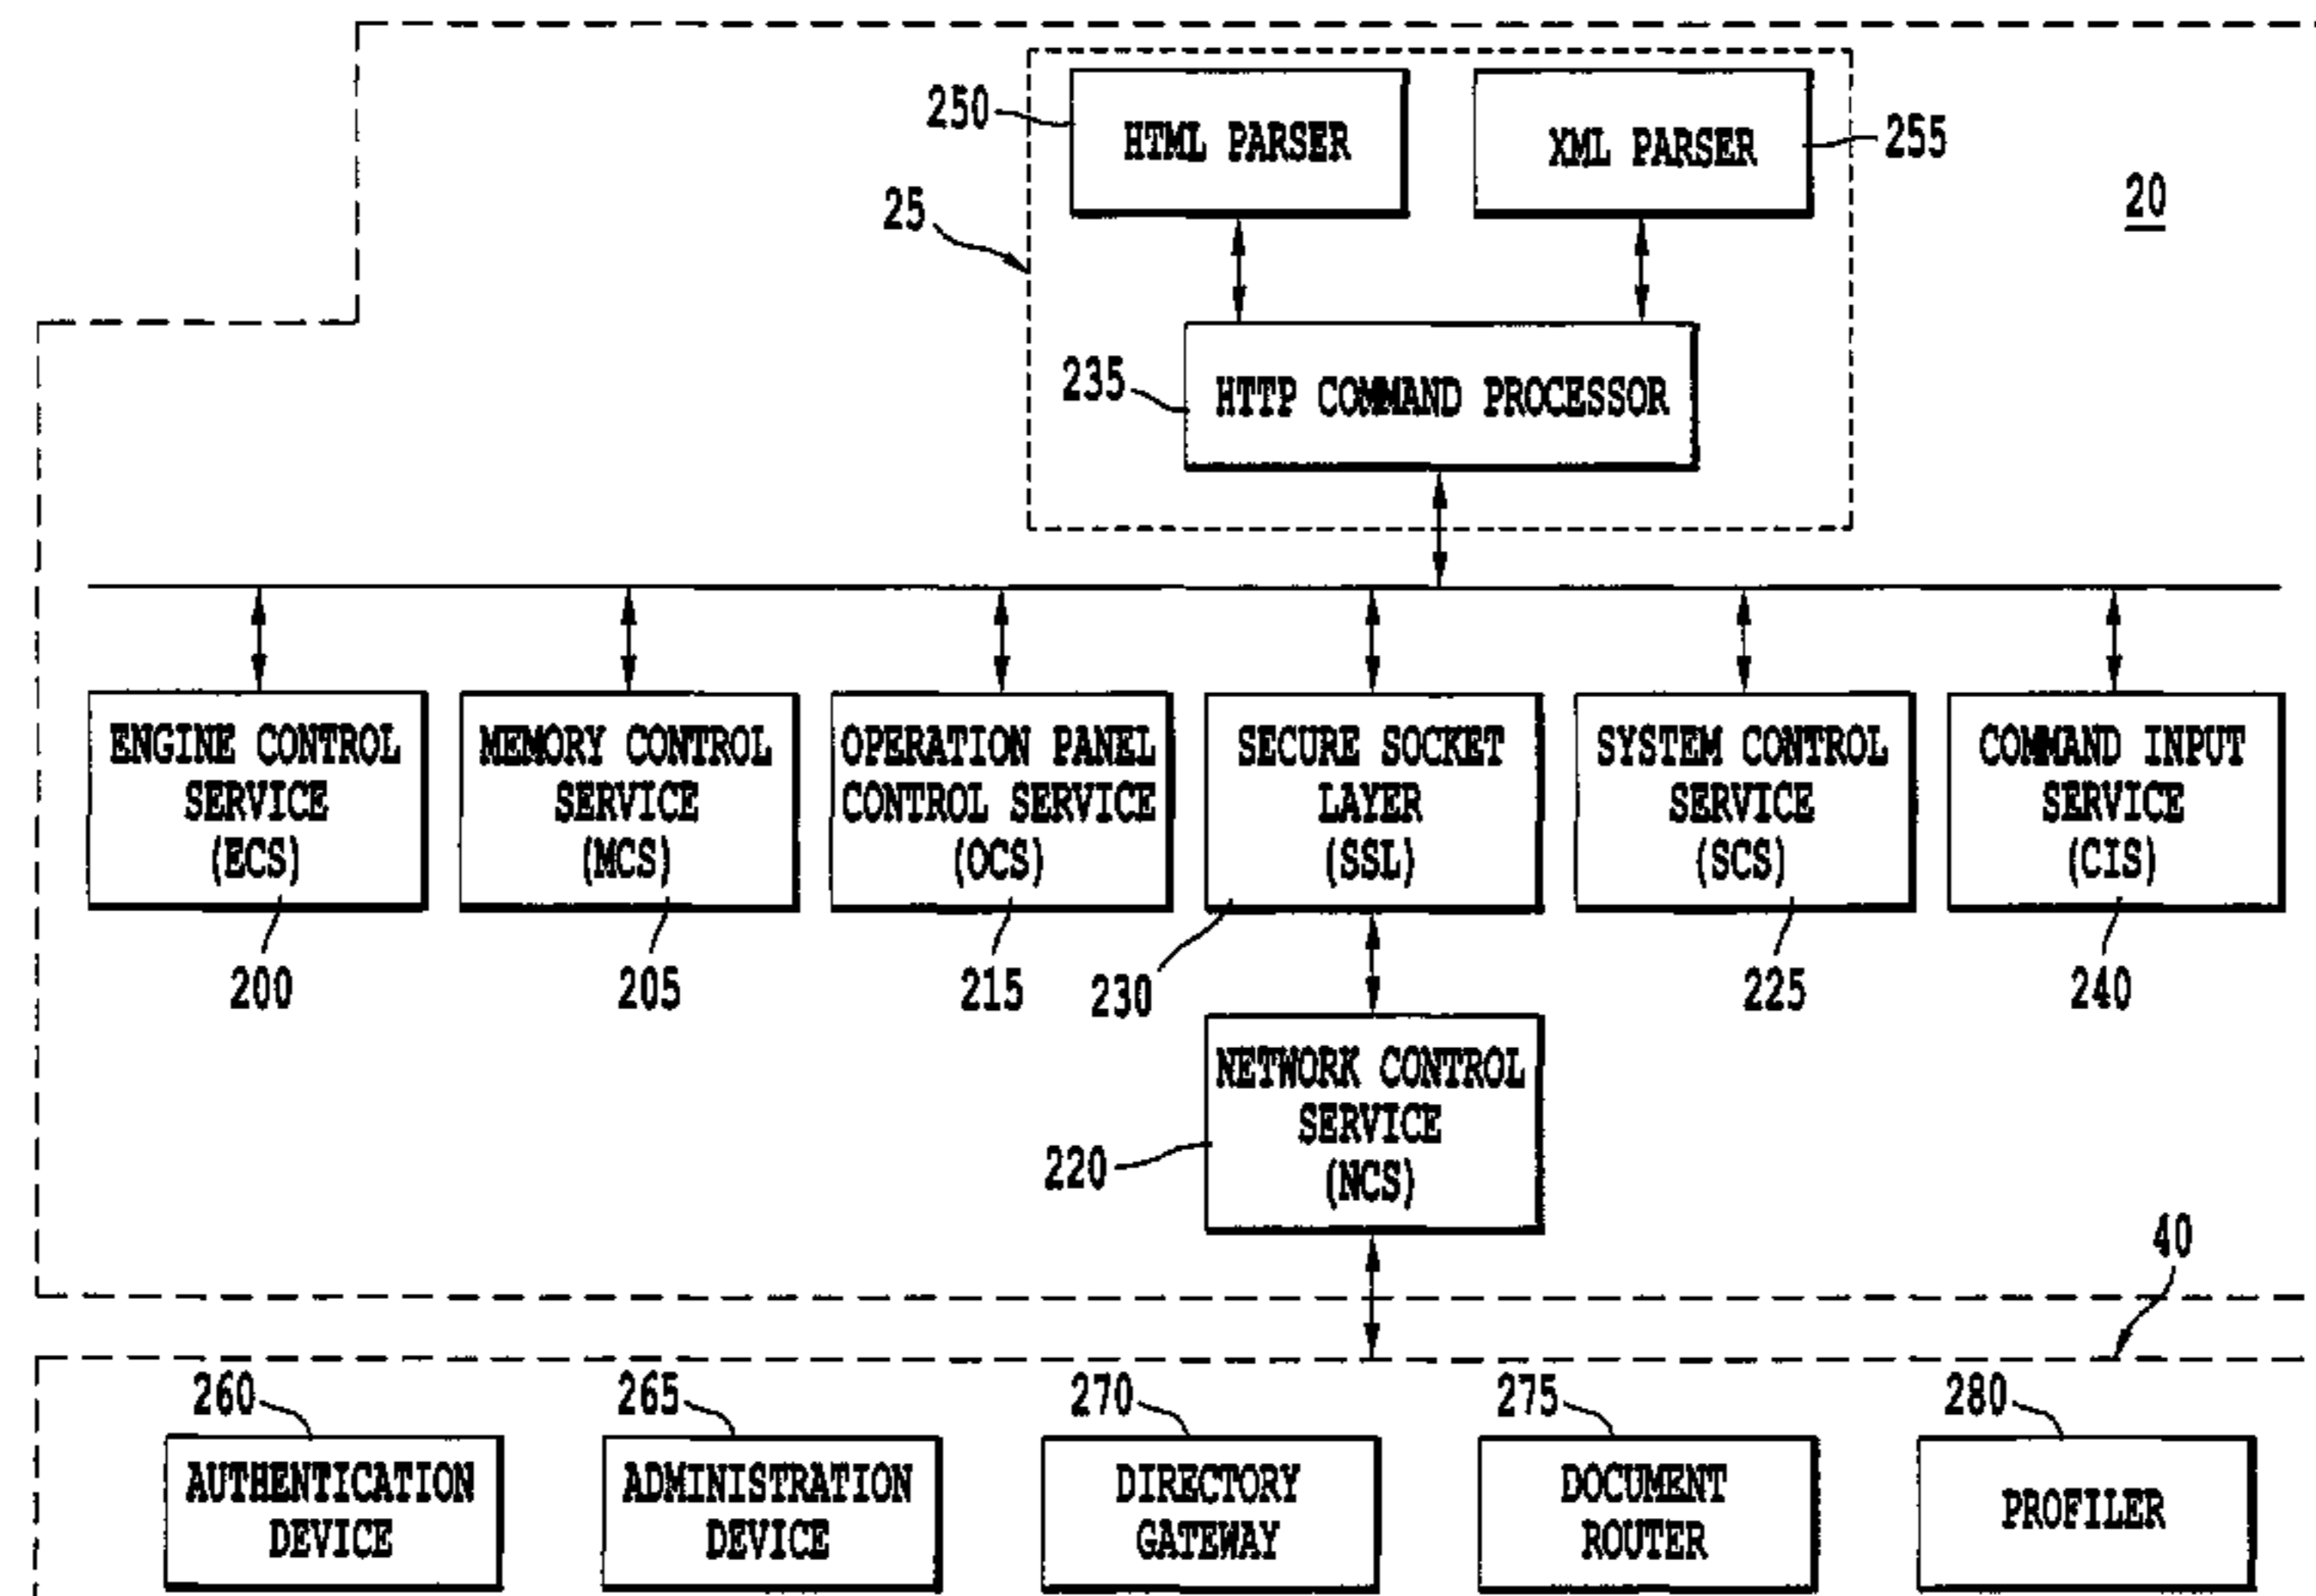 250
HTML PARSER
XML PARSER
255
25
20
235
HTTP COMMAND PROCESSOR
ENGINE CONTROL
SERVICE
(ECS)
MEMORY CONTROL
SERVICE
(MCS)
OPERATION PANEL
CONTROL SERVICE
(OCS)
SECURE SOCKET
LAYER
(SSL)
SYSTEM CONTROL
SERVICE
(SCS)
COMMAND INPUT
SERVICE
(CIS)
200
205
215
230
225
240
NETWORK CONTROL
SERVICE
(NCS)
220
40
260
265
270
275
280
AUTHENTICATION
DEVICE
ADMINISTRATION
DEVICE
DIRECTORY
GATEWAY
DOCUMENT
ROUTER
PROFILER